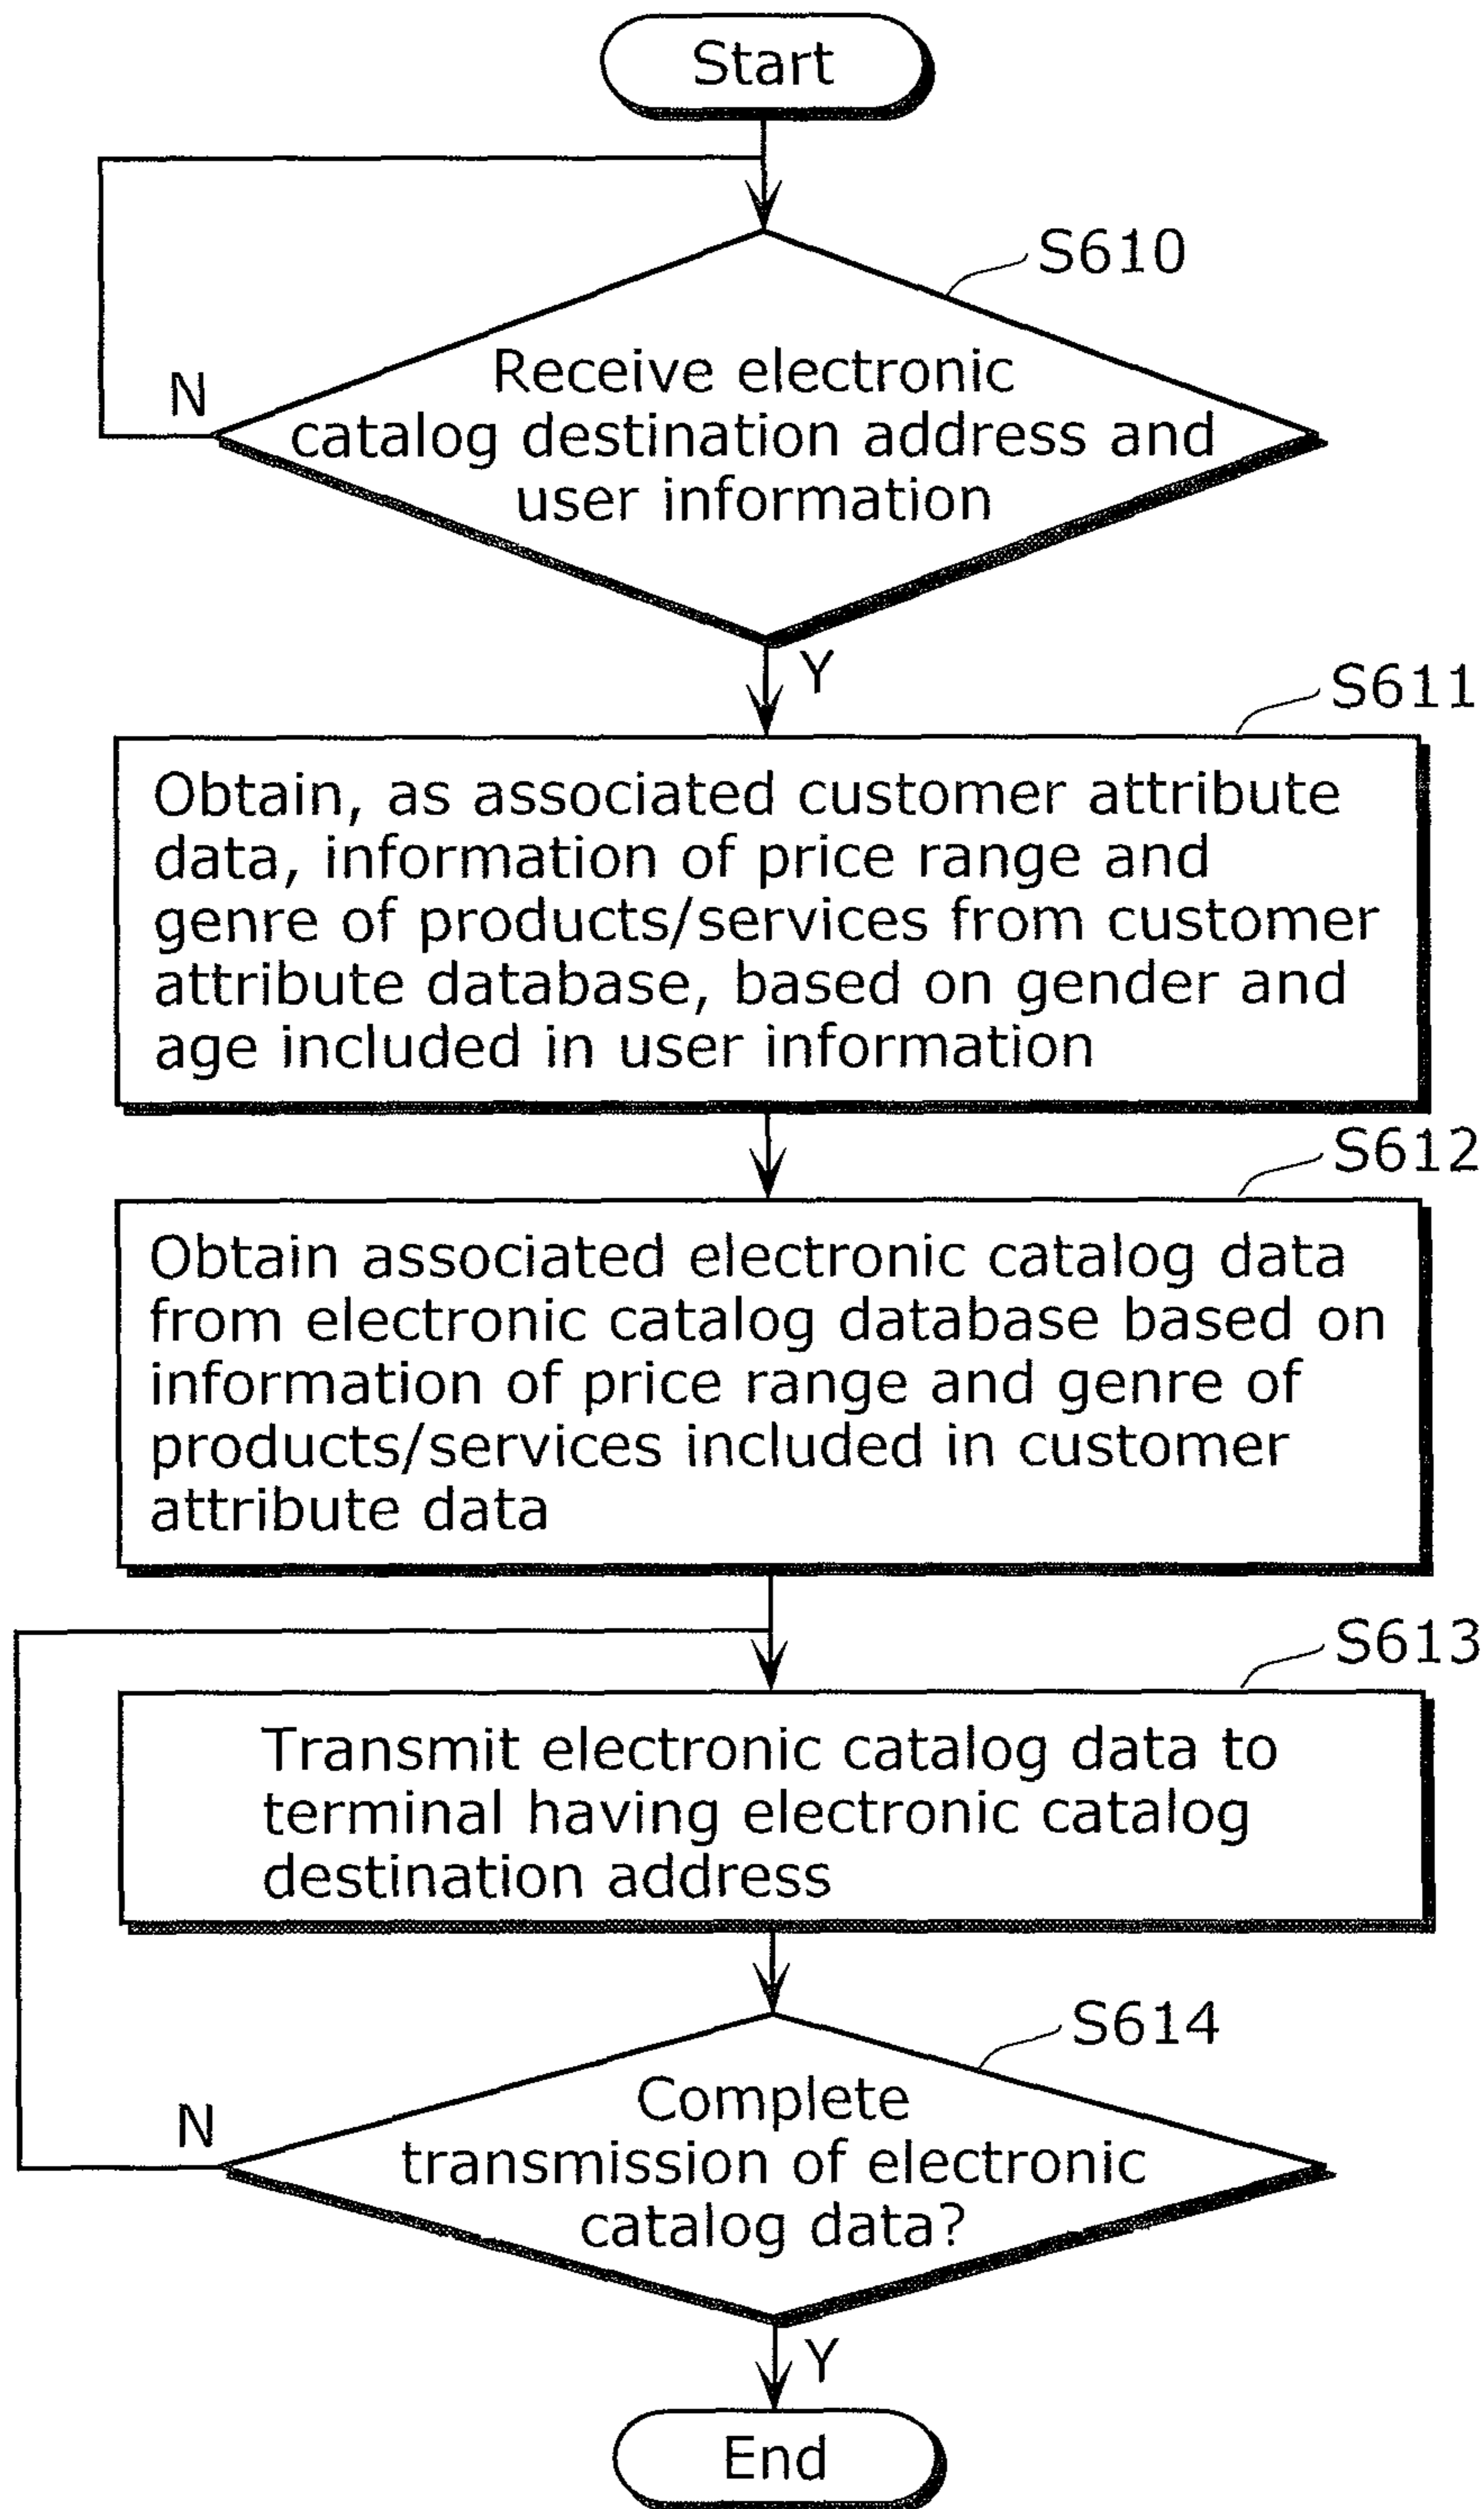 Start
S610
Receive electronic
catalog destination address and
user information
N
Y
S611
Obtain, as associated customer attribute
data, information of price range and
genre of products/services from customer
attribute database, based on gender and
age included in user information
S612
Obtain associated electronic catalog data
from electronic catalog database based on
information of price range and genre of
products/services included in customer
attribute data
S613
Transmit electronic catalog data to
terminal having electronic catalog
destination address
S614
Complete
transmission of electronic
catalog data?
N
Y
End